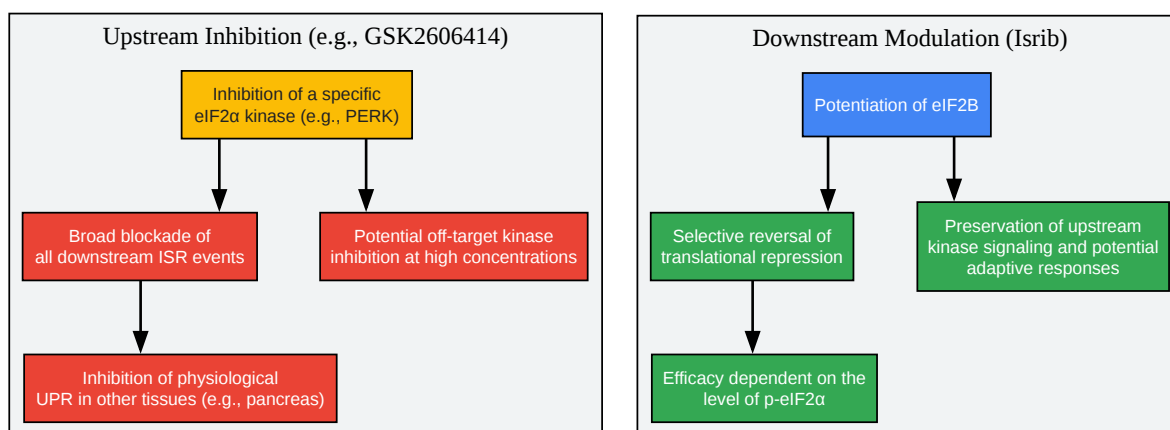 Upstream Inhibition (e.g., GSK2606414)
Inhibition of a specific
eIF2α kinase (e.g., PERK)
Broad blockade of
all downstream ISR events
Potential off-target kinase
inhibition at high concentrations
Inhibition of physiological
UPR in other tissues (e.g., pancreas)
Downstream Modulation (Isrib)
Potentiation of eIF2B
Selective reversal of
translational repression
Preservation of upstream
kinase signaling and potential
adaptive responses
Efficacy dependent on the
level of p-eIF2α